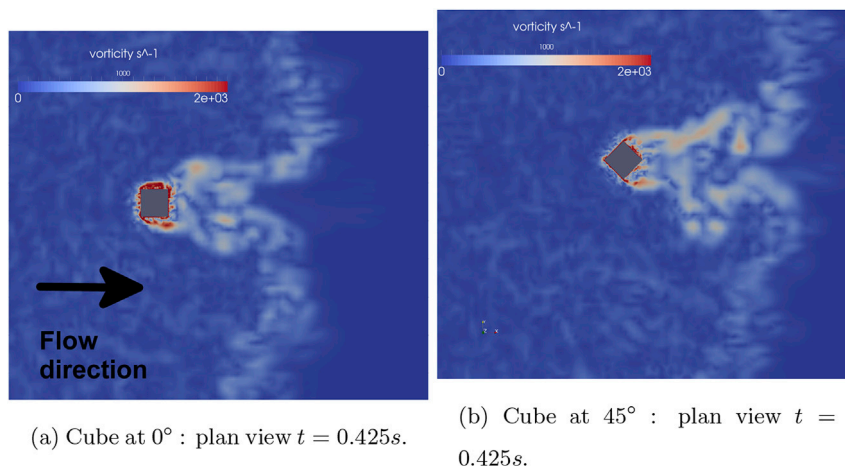 vorticity s^-1
1000
0 2e+03
Flow
direction
(a) Cube at 0° : plan view t = 0.425s.
vorticity s^-1
1000
0 2e+03
(b) Cube at 45° : plan view t =
0.425s.